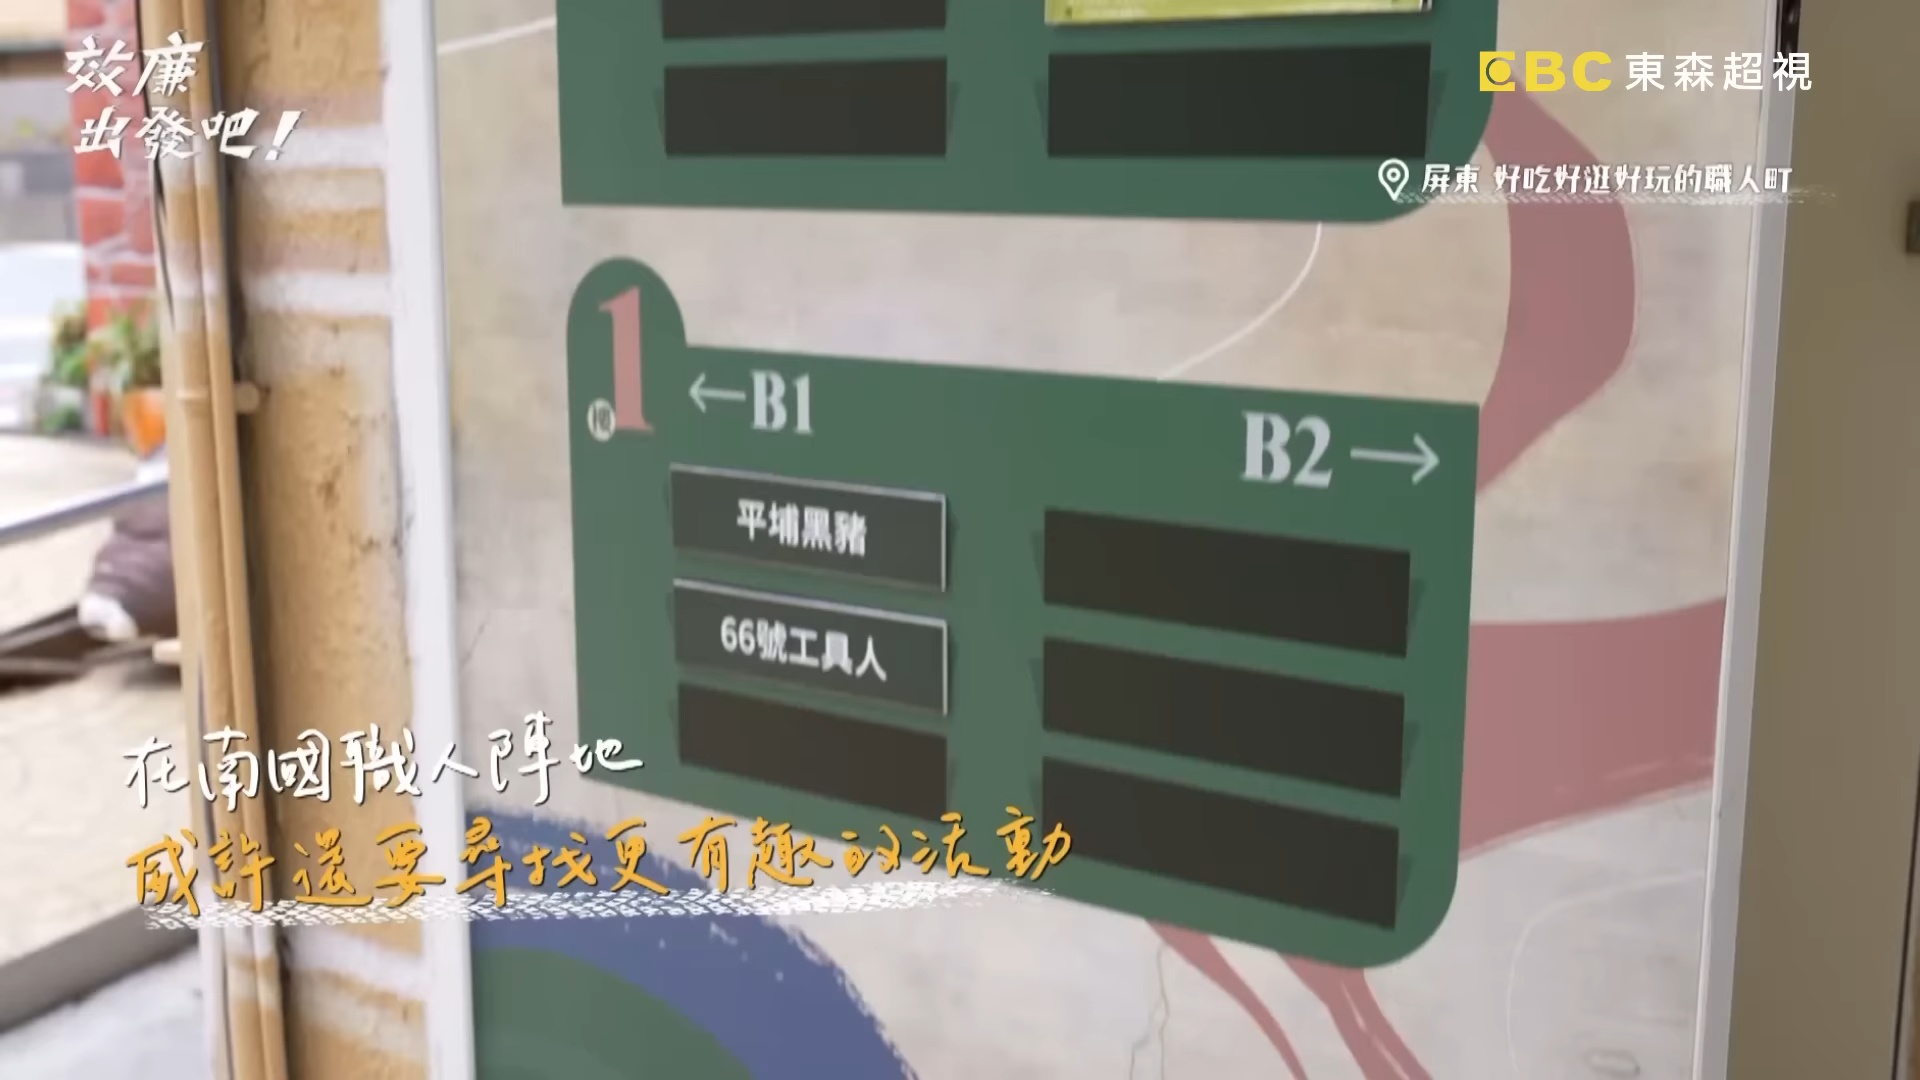 效廉
出發吧!
EBC 東森超視
屏東 好吃好逛好玩的職人町
1
樓
←B1
B2→
平埔黑豬
66號工具人
在南國職人陣地
威許還要尋找更有趣的活動